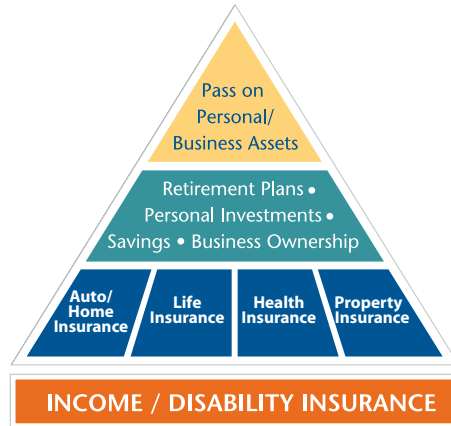 Pass on
Personal/
Business Assets
Retirement Plans •
Personal Investments •
Savings • Business Ownership
Auto/
Home
Insurance
Life
Insurance
Health
Insurance
Property
Insurance
INCOME / DISABILITY INSURANCE